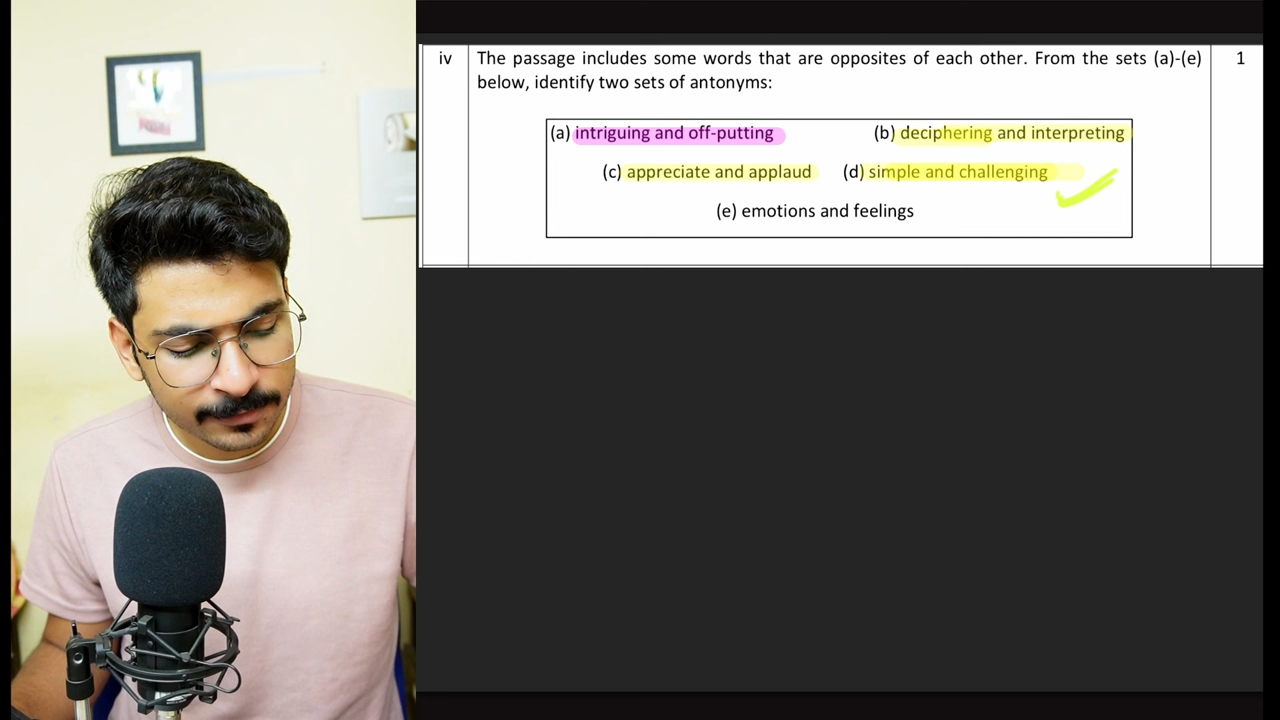 iv
The passage includes some words that are opposites of each other. From the sets (a)-(e)
1
below, identify two sets of antonyms:
(a) intriguing and off-putting
(b) deciphering and interpreting
(c) appreciate and applaud
(d) simple and challenging
(e) emotions and feelings